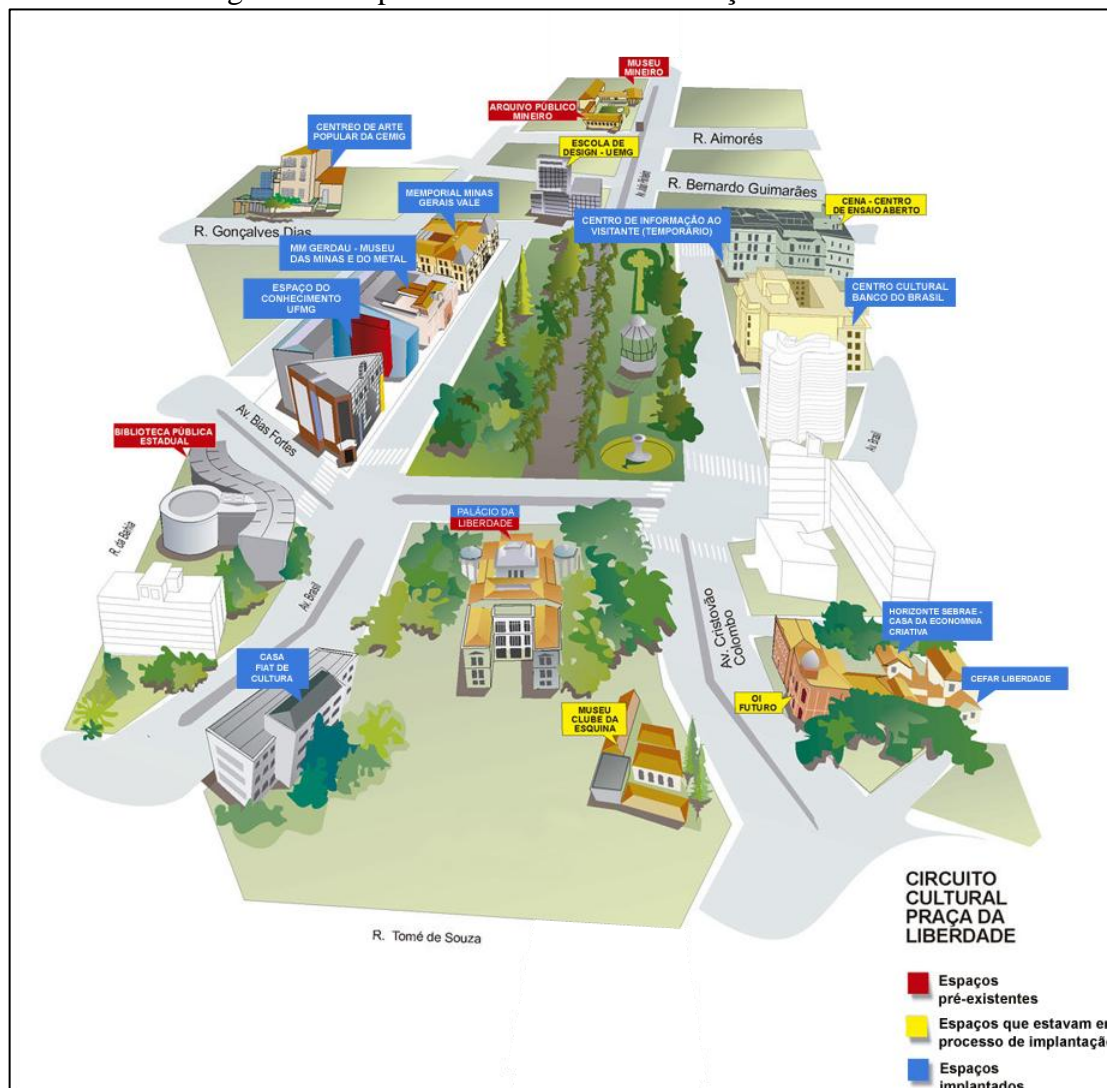 MUSEU
MINEIRO
ARQUIVO PÚBLICO
MINEIRO
CENTREO DE ARTE
POPULAR DA CEMIG
ESCOLA DE
DESIGN - UEMG
R. Aimorés
R. Bernardo Guimarães
MEMORIAL MINAS
GERAIS VALE
CENA - CENTRO
DE ENSAIO ABERTO
CENTRO DE INFORMAÇÃO AO
VISITANTE (TEMPORÁRIO)
R. Gonçalves Dias
MM GERDAU - MUSEU
DAS MINAS E DO METAL
ESPAÇO DO
CONHECIMENTO
UFMG
CENTRO CULTURAL
BANCO DO BRASIL
Av. Bias Fortes
BIBLIOTECA PÚBLICA
ESTADUAL
Av. Brasil
PALÁCIO DA
LIBERDADE
R. da Bahia
Av. Brasil
Av. Cristovão
Colombo
HORIZONTE SEBRAE -
CASA DA ECONOMNIA
CRIATIVA
CEFAR LIBERDADE
CASA
FIAT DE
CULTURA
OI
FUTURO
MUSEU
CLUBE DA
ESQUINA
R. Tomé de Souza
CIRCUITO
CULTURAL
PRAÇA DA
LIBERDADE
Espaços
pré-existentes
Espaços que estavam em
processo de implantação
Espaços
implantados